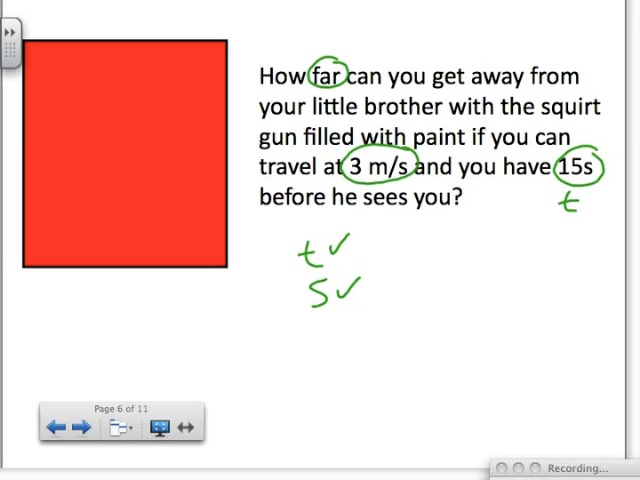 How far can you get away from
your little brother with the squirt
gun filled with paint if you can
travel at 3 m/s and you have 15s
before he sees you?
t
t ✓
S ✓
Page 6 of 11
Recording...